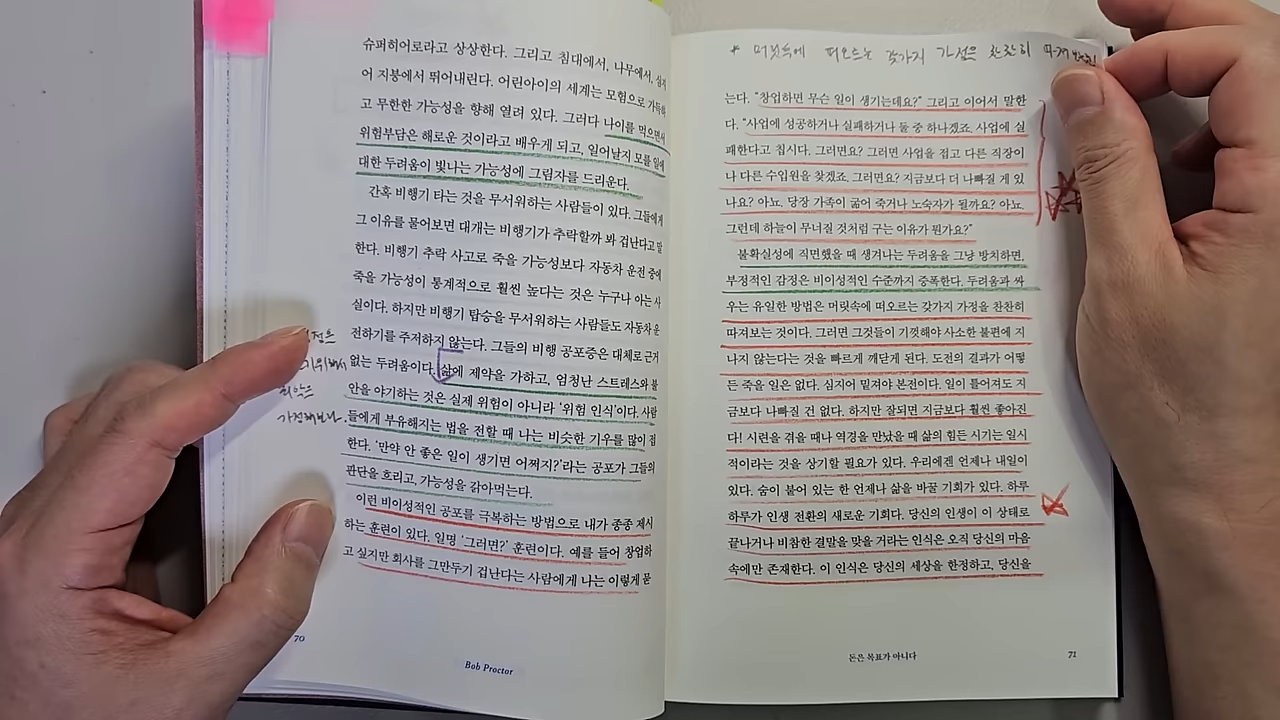 슈퍼히어로라고 상상한다. 그리고 침대에서, 나무에서, 심지
어 지붕에서 뛰어내린다. 어린아이의 세계는 모험으로 가득하
고 무한한 가능성을 향해 열려 있다. 그러다 나이를 먹으면서
위험부담은 해로운 것이라고 배우게 되고, 일어날지 모를 일에
대한 두려움이 빛나는 가능성에 그림자를 드리운다.
간혹 비행기 타는 것을 무서워하는 사람들이 있다. 그들에게
그 이유를 물어보면 대개는 비행기가 추락할까 봐 겁난다고 말
한다. 비행기 추락 사고로 죽을 가능성보다 자동차 운전 중에
죽을 가능성이 통계적으로 훨씬 높다는 것은 누구나 아는 사
실이다. 하지만 비행기 탑승을 무서워하는 사람들도 자동차 운
전하기를 주저하지 않는다. 그들의 비행 공포증은 대체로 근거
없는 두려움이다. 삶에 제약을 가하고, 엄청난 스트레스와 불
안을 야기하는 것은 실제 위험이 아니라 '위험 인식'이다. 사람
들에게 부유해지는 법을 전할 때 나는 비슷한 기우를 많이 접
한다. '만약 안 좋은 일이 생기면 어쩌지?'라는 공포가 그들의
판단을 흐리고, 가능성을 갉아먹는다.
이런 비이성적인 공포를 극복하는 방법으로 내가 종종 제시
하는 훈련이 있다. 일명 '그러면?' 훈련이다. 예를 들어 창업하
고 싶지만 회사를 그만두기 겁난다는 사람에게 나는 이렇게 묻
가정해보니.
70
Bob Proctor
* 머릿속에 떠오르는 갖가지 가정은 찬찬히 따져
는다. "창업하면 무슨 일이 생기는데요?" 그리고 이어서 말한
다. "사업에 성공하거나 실패하거나 둘 중 하나겠죠. 사업에 실
패한다고 칩시다. 그러면요? 그러면 사업을 접고 다른 직장이
나 다른 수입원을 찾겠죠. 그러면요? 지금보다 더 나빠질 게 있
나요? 아뇨. 당장 가족이 굶어 죽거나 노숙자가 될까요? 아뇨.
그런데 하늘이 무너질 것처럼 구는 이유가 뭔가요?"
불확실성에 직면했을 때 생겨나는 두려움을 그냥 방치하면,
부정적인 감정은 비이성적인 수준까지 증폭한다. 두려움과 싸
우는 유일한 방법은 머릿속에 떠오르는 갖가지 가정을 찬찬히
따져보는 것이다. 그러면 그것들이 기껏해야 사소한 불편에 지
나지 않는다는 것을 빠르게 깨닫게 된다. 도전의 결과가 어떻
든 죽을 일은 없다. 심지어 밑져야 본전이다. 일이 틀어져도 지
금보다 나빠질 건 없다. 하지만 잘되면 지금보다 훨씬 좋아진
다! 시련을 겪을 때나 역경을 만났을 때 삶의 힘든 시기는 일시
적이라는 것을 상기할 필요가 있다. 우리에겐 언제나 내일이
있다. 숨이 붙어 있는 한 언제나 삶을 바꿀 기회가 있다. 하루
하루가 인생 전환의 새로운 기회다. 당신의 인생이 이 상태로
끝나거나 비참한 결말을 맞을 거라는 인식은 오직 당신의 마음
속에만 존재한다. 이 인식은 당신의 세상을 한정하고, 당신을
돈은 목표가 아니다
71